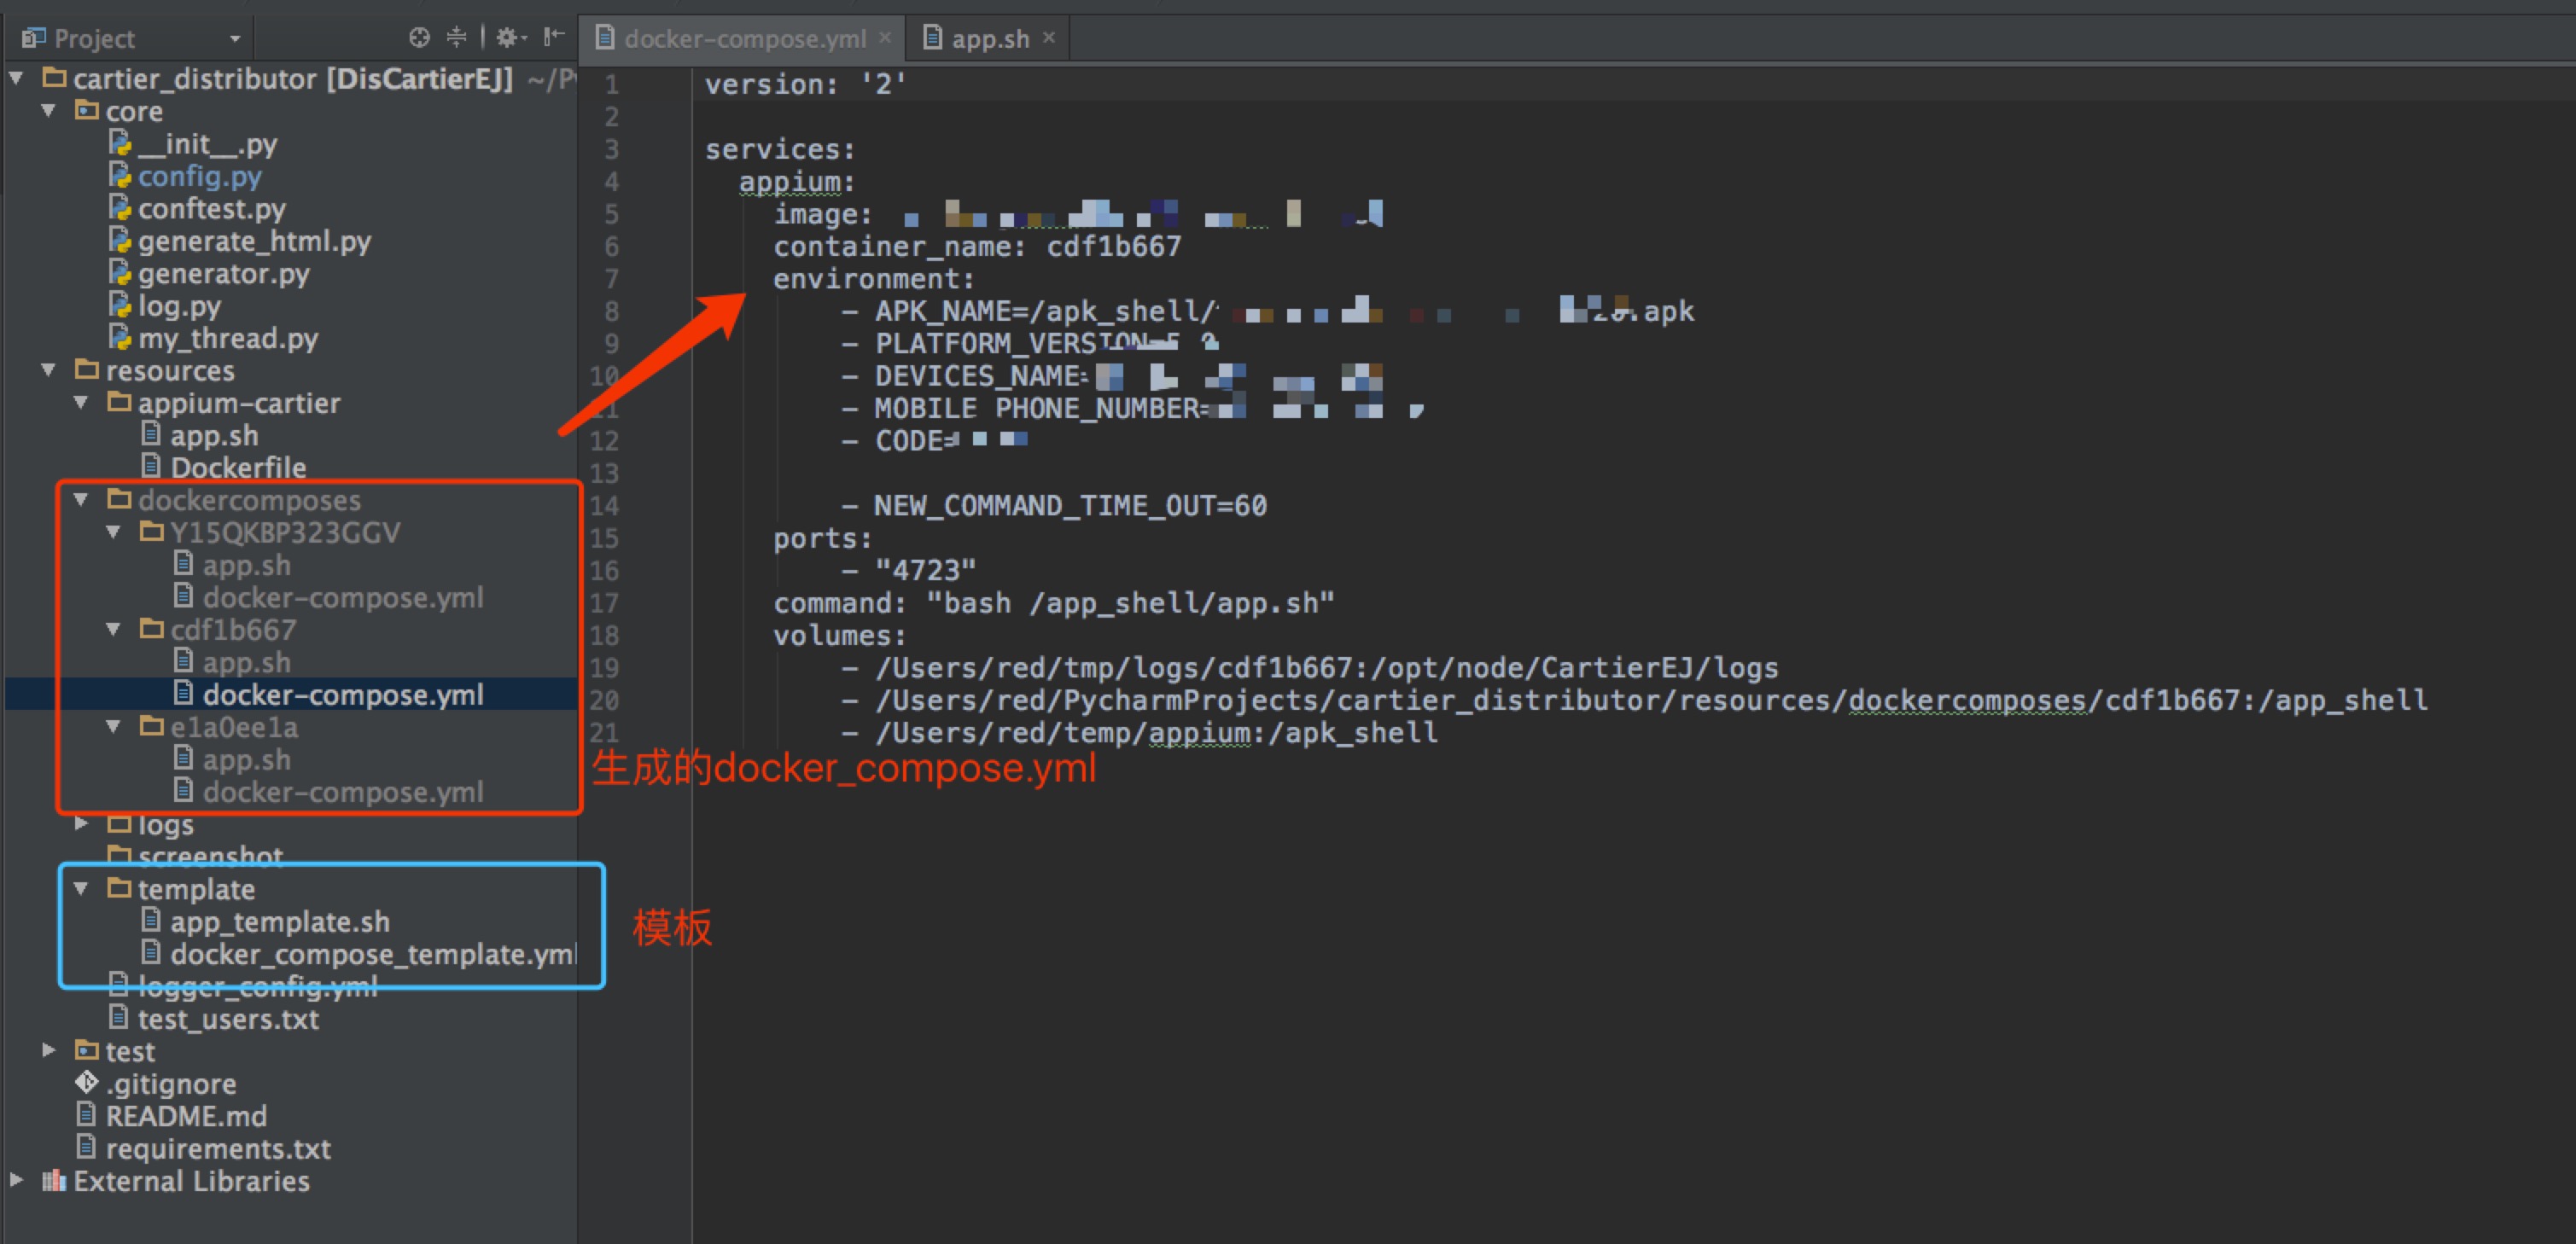 Project
cartier_distributor [DisCartierEJ] ~/P
core
__init__.py
config.py
conftest.py
generate_html.py
generator.py
log.py
my_thread.py
resources
appium-cartier
app.sh
Dockerfile
dockercomposes
Y15QKBP323GGV
app.sh
docker-compose.yml
cdf1b667
app.sh
docker-compose.yml
e1a0ee1a
app.sh
docker-compose.yml
logs
screenshot
template
app_template.sh
docker_compose_template.yml
logger_config.yml
test_users.txt
test
.gitignore
README.md
requirements.txt
External Libraries
docker-compose.yml × app.sh ×
1 version: '2'
2
3 services:
4 appium:
5 image:
6 container_name: cdf1b667
7 environment:
8 - APK_NAME=/apk_shell/ .apk
9 - PLATFORM_VERSION=
10 - DEVICES_NAME=
11 - MOBILE_PHONE_NUMBER=
12 - CODE=
13
14 - NEW_COMMAND_TIME_OUT=60
15 ports:
16 - "4723"
17 command: "bash /app_shell/app.sh"
18 volumes:
19 - /Users/red/tmp/logs/cdf1b667:/opt/node/CartierEJ/logs
20 - /Users/red/PycharmProjects/cartier_distributor/resources/dockercomposes/cdf1b667:/app_shell
21 - /Users/red/temp/appium:/apk_shell
生成的docker_compose.yml
模板